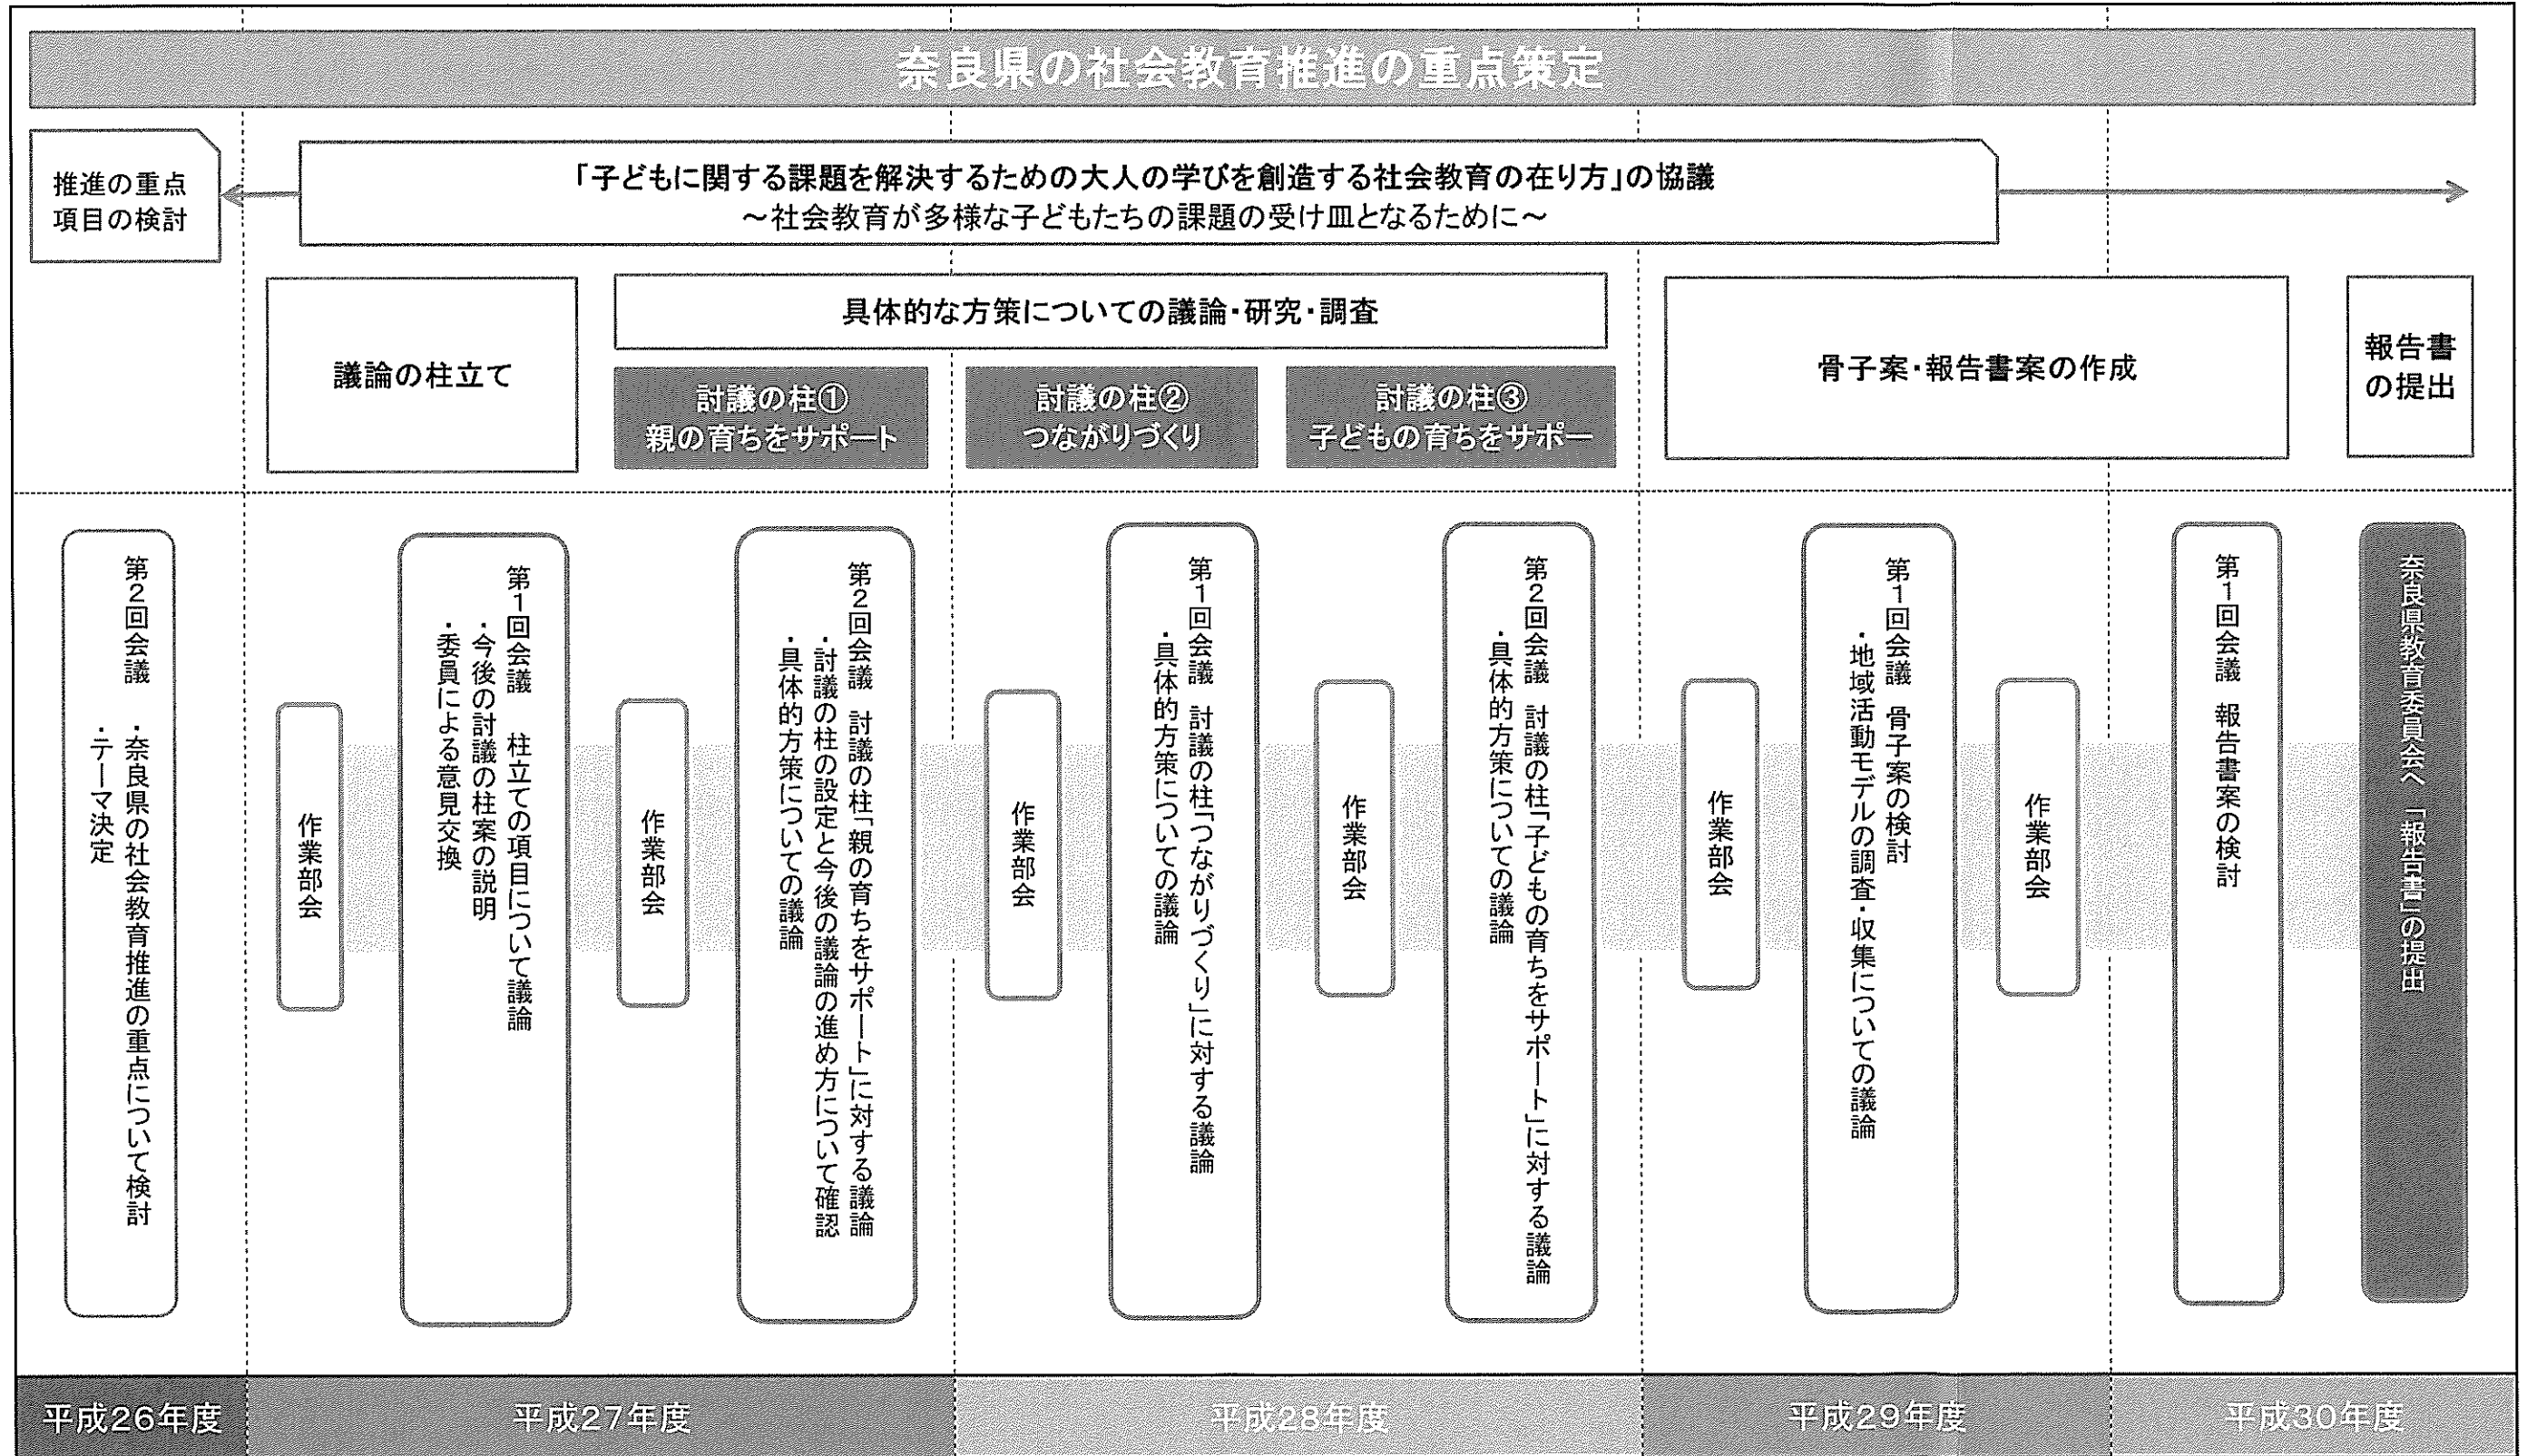 奈良県の社会教育推進の重点策定
推進の重点
項目の検討
「子どもに関する課題を解決するための大人の学びを創造する社会教育の在り方」の協議
～社会教育が多様な子どもたちの課題の受け皿となるために～
議論の柱立て
具体的な方策についての議論・研究・調査
討議の柱①
親の育ちをサポート
討議の柱②
つながりづくり
討議の柱③
子どもの育ちをサポー
骨子案・報告書案の作成
報告書
の提出
第2回会議　・奈良県の社会教育推進の重点について検討
・テーマ決定
作業部会
第1回会議　柱立ての項目について議論
・今後の討議の柱案の説明
・委員による意見交換
作業部会
第2回会議　討議の柱「親の育ちをサポート」に対する議論
・討議の柱の設定と今後の議論の進め方について確認
・具体的方策についての議論
作業部会
第1回会議　討議の柱「つながりづくり」に対する議論
・具体的方策についての議論
作業部会
第2回会議　討議の柱「子どもの育ちをサポート」に対する議論
・具体的方策についての議論
作業部会
第1回会議　骨子案の検討
・地域活動モデルの調査・収集についての議論
作業部会
第1回会議　報告書案の検討
奈良県教育委員会へ　「報告書」の提出
平成26年度
平成27年度
平成28年度
平成29年度
平成30年度